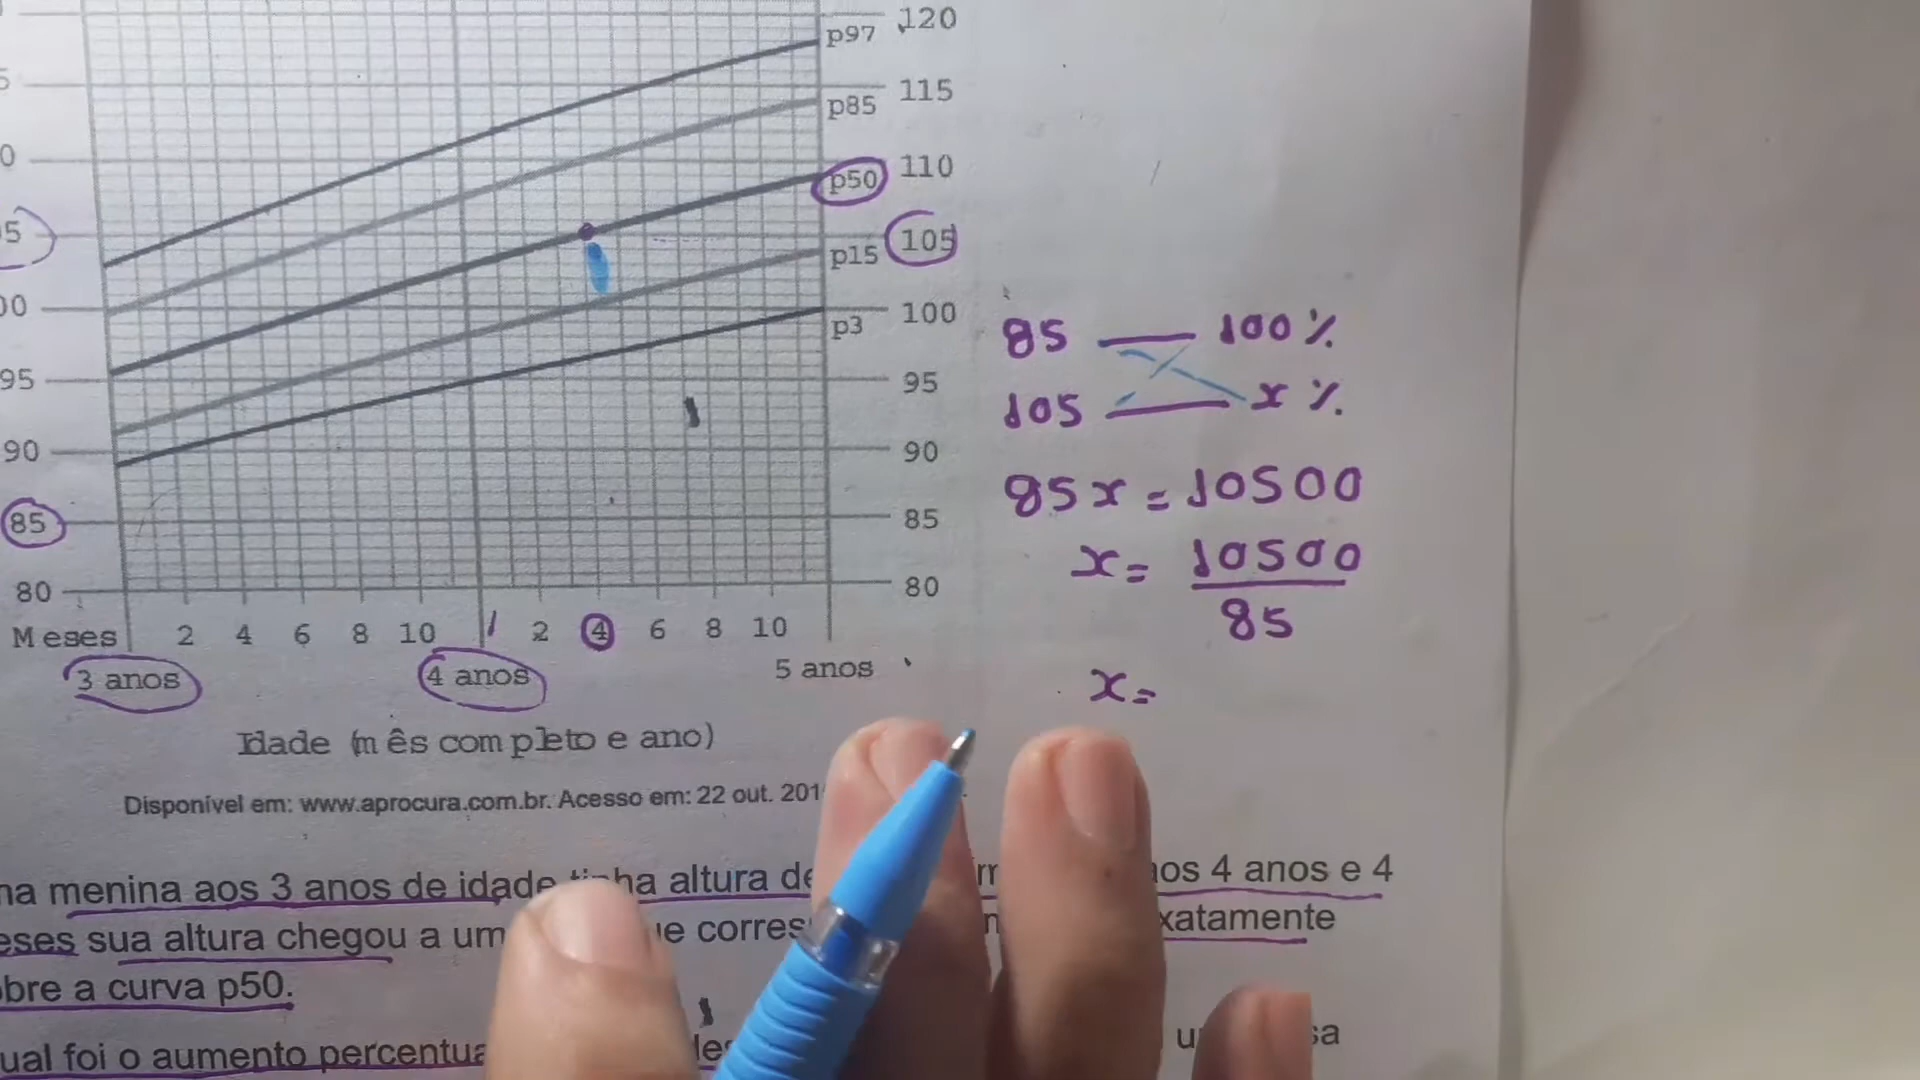 p97 120
5 115
p85
0 110
p50
5 105
p15
00 100
p3
95 95
90 90
85 85
80 80
Meses 2 4 6 8 10 2 4 6 8 10
3 anos 4 anos 5 anos
Idade (mês completo e ano)
Disponível em: www.aprocura.com.br. Acesso em: 22 out. 201
85 — 100%
105 — x %
85x = 10500
x = 10500
85
x =
menina aos 3 anos de idade tinha altura de aos 4 anos e 4
eses sua altura chegou a um corres xatamente
bre a curva p50.
ual foi o aumento percentua